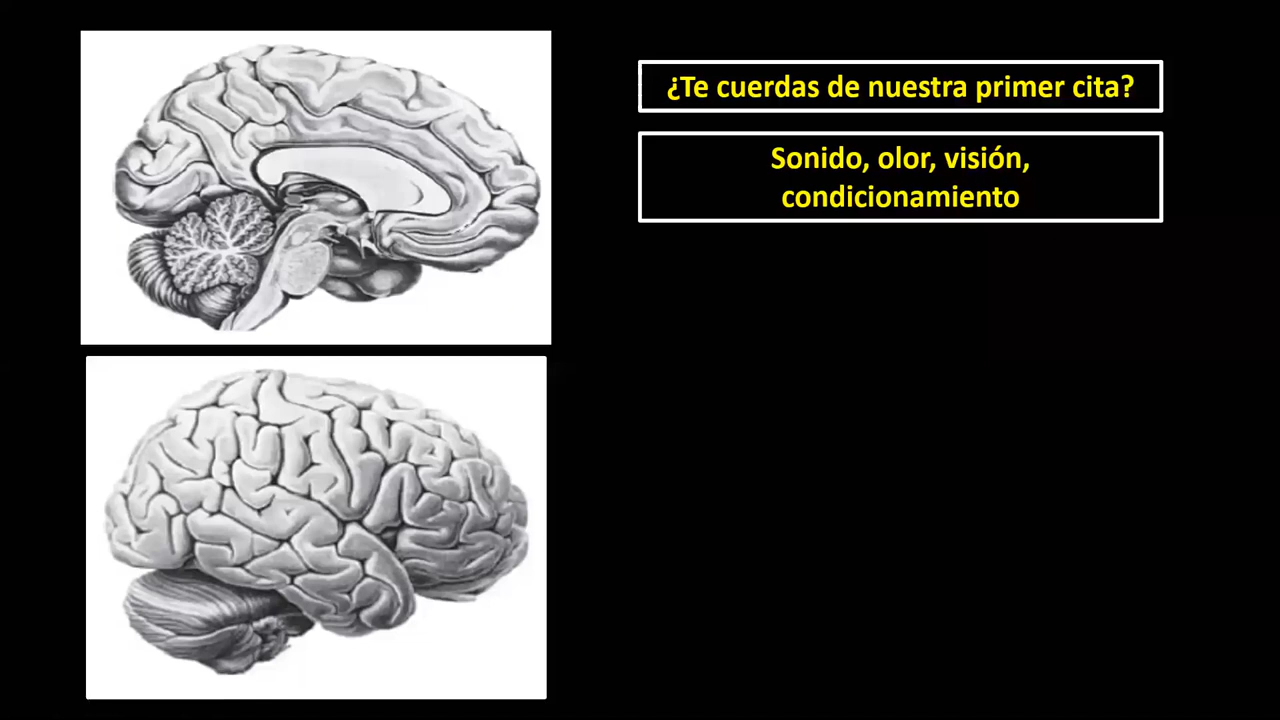 ¿Te cuerdas de nuestra primer cita?
Sonido, olor, visión,
condicionamiento